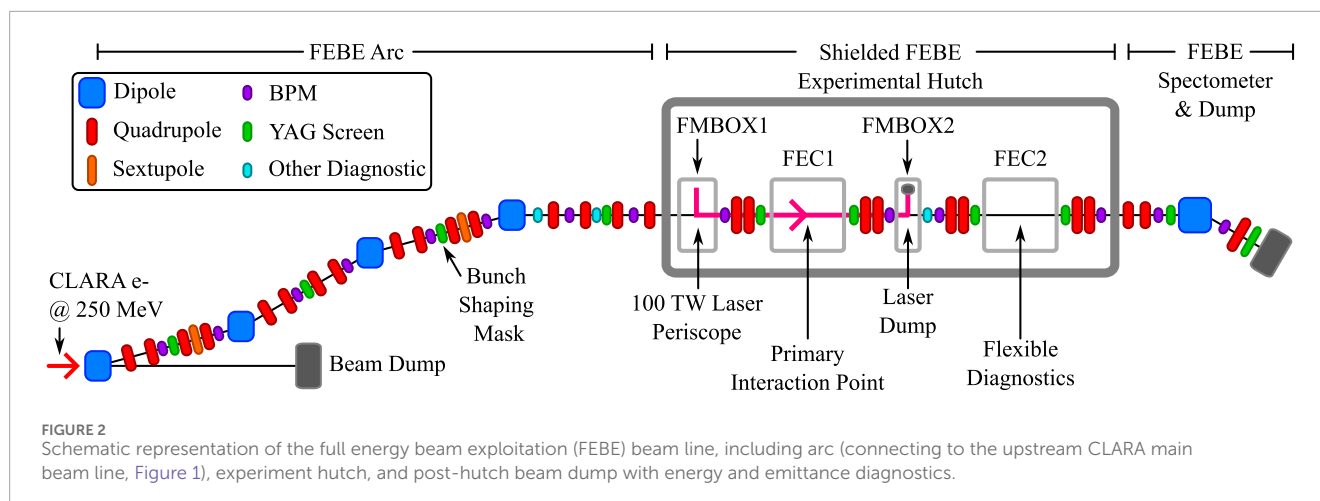 FEBE Arc
Shielded FEBE
Experimental Hutch
FEBE
Spectometer
& Dump
Dipole
BPM
Quadrupole
YAG Screen
Sextupole
Other Diagnostic
FMBOX1
FMBOX2
FEC1
FEC2
CLARA e-
@ 250 MeV
Bunch
Shaping
Mask
Beam Dump
100 TW Laser
Periscope
Primary
Interaction Point
Laser
Dump
Flexible
Diagnostics
FIGURE 2
Schematic representation of the full energy beam exploitation (FEBE) beam line, including arc (connecting to the upstream CLARA main
beam line, Figure 1), experiment hutch, and post-hutch beam dump with energy and emittance diagnostics.